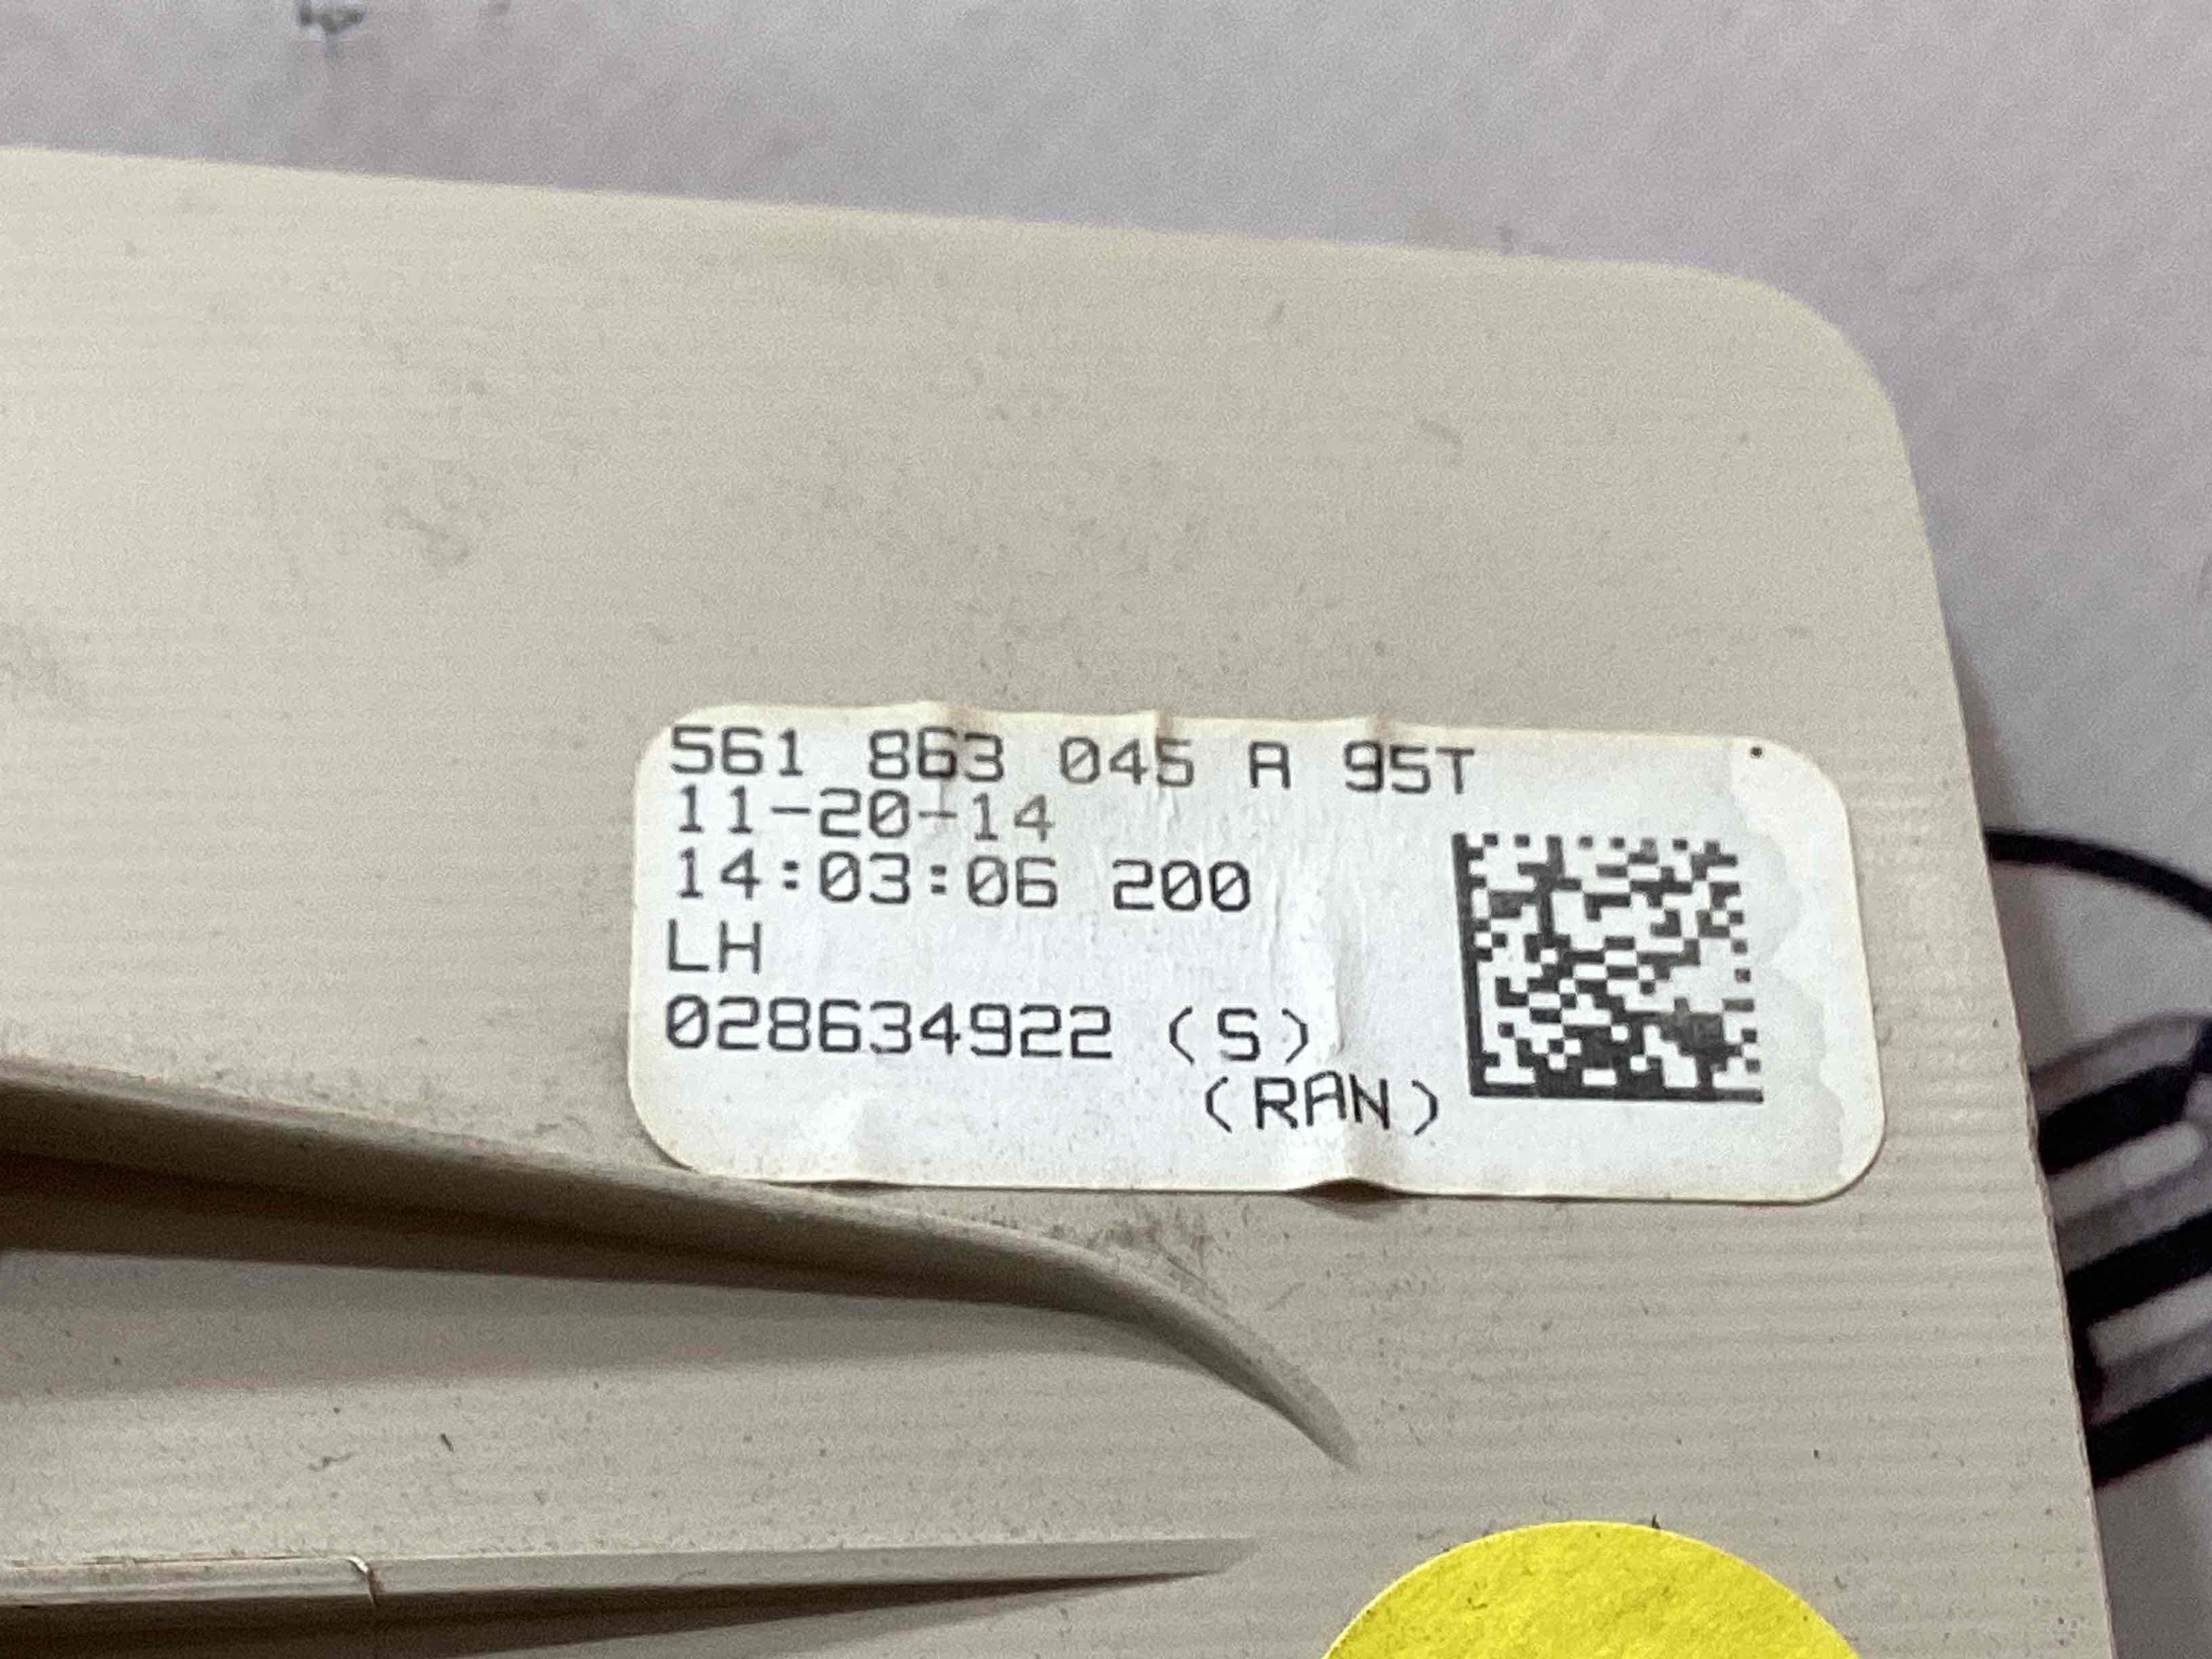 561 863 045 A 95T
11-20-14
14:03:06 200
LH
028634922 (S)
(RAN)